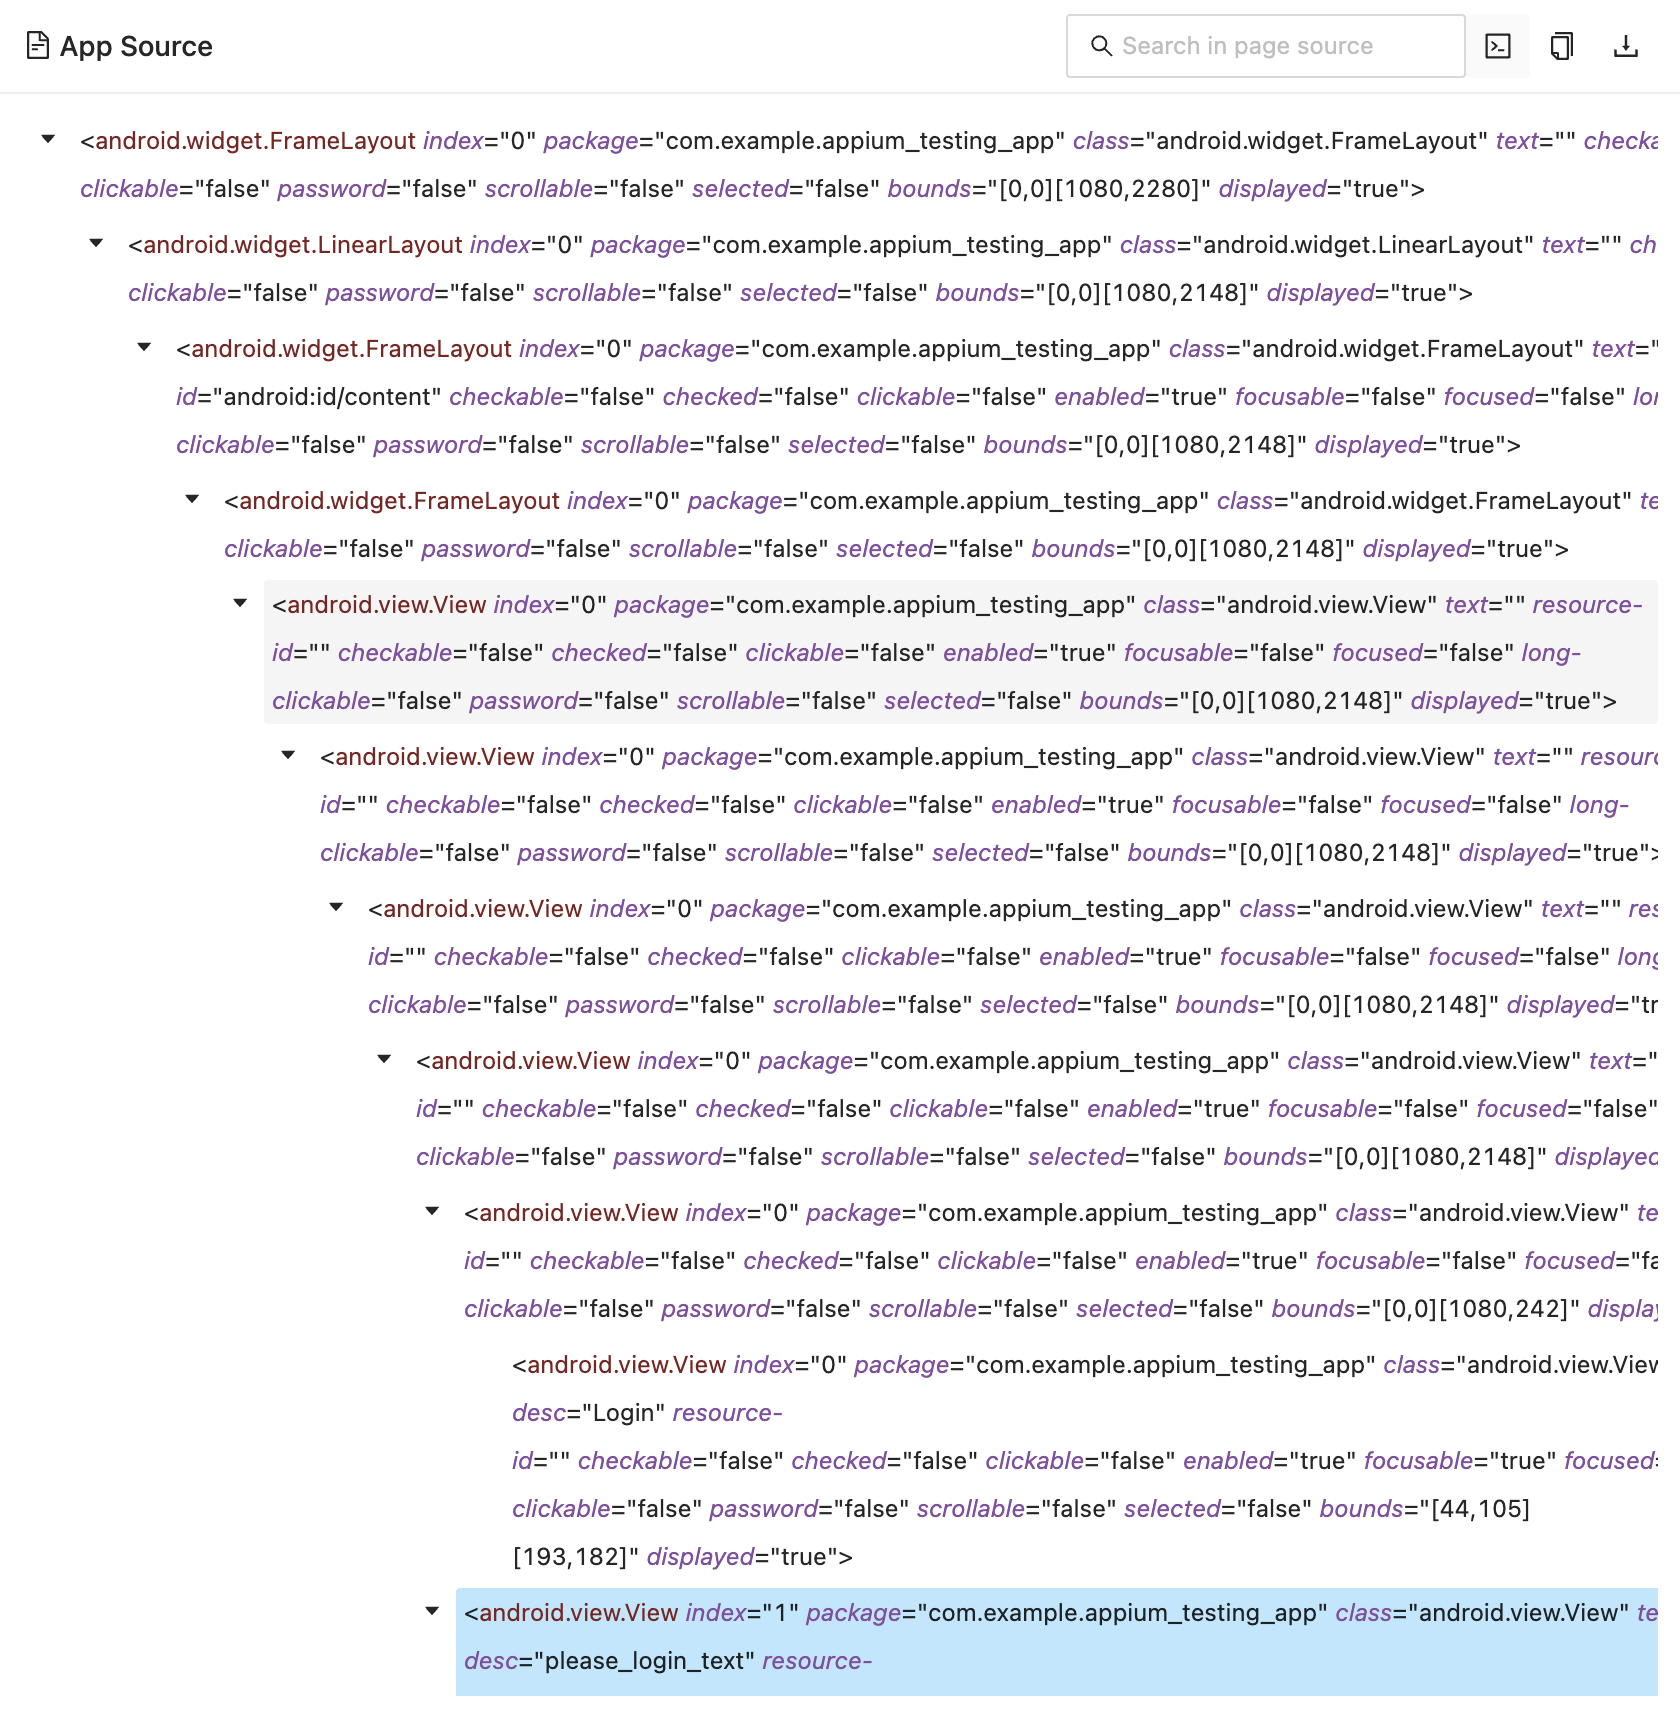 App Source
Search in page source
<android.widget.FrameLayout index="0" package="com.example.appium_testing_app" class="android.widget.FrameLayout" text="" checka
clickable="false" password="false" scrollable="false" selected="false" bounds="[0,0][1080,2280]" displayed="true">
<android.widget.LinearLayout index="0" package="com.example.appium_testing_app" class="android.widget.LinearLayout" text="" ch
clickable="false" password="false" scrollable="false" selected="false" bounds="[0,0][1080,2148]" displayed="true">
<android.widget.FrameLayout index="0" package="com.example.appium_testing_app" class="android.widget.FrameLayout" text="
id="android:id/content" checkable="false" checked="false" clickable="false" enabled="true" focusable="false" focused="false" lon
clickable="false" password="false" scrollable="false" selected="false" bounds="[0,0][1080,2148]" displayed="true">
<android.widget.FrameLayout index="0" package="com.example.appium_testing_app" class="android.widget.FrameLayout" te
clickable="false" password="false" scrollable="false" selected="false" bounds="[0,0][1080,2148]" displayed="true">
<android.view.View index="0" package="com.example.appium_testing_app" class="android.view.View" text="" resource-
id="" checkable="false" checked="false" clickable="false" enabled="true" focusable="false" focused="false" long-
clickable="false" password="false" scrollable="false" selected="false" bounds="[0,0][1080,2148]" displayed="true">
<android.view.View index="0" package="com.example.appium_testing_app" class="android.view.View" text="" resourc
id="" checkable="false" checked="false" clickable="false" enabled="true" focusable="false" focused="false" long-
clickable="false" password="false" scrollable="false" selected="false" bounds="[0,0][1080,2148]" displayed="true">
<android.view.View index="0" package="com.example.appium_testing_app" class="android.view.View" text="" res
id="" checkable="false" checked="false" clickable="false" enabled="true" focusable="false" focused="false" long
clickable="false" password="false" scrollable="false" selected="false" bounds="[0,0][1080,2148]" displayed="tr
<android.view.View index="0" package="com.example.appium_testing_app" class="android.view.View" text="
id="" checkable="false" checked="false" clickable="false" enabled="true" focusable="false" focused="false"
clickable="false" password="false" scrollable="false" selected="false" bounds="[0,0][1080,2148]" displayed
<android.view.View index="0" package="com.example.appium_testing_app" class="android.view.View" te
id="" checkable="false" checked="false" clickable="false" enabled="true" focusable="false" focused="fa
clickable="false" password="false" scrollable="false" selected="false" bounds="[0,0][1080,242]" display
<android.view.View index="0" package="com.example.appium_testing_app" class="android.view.View
desc="Login" resource-
id="" checkable="false" checked="false" clickable="false" enabled="true" focusable="true" focused=
clickable="false" password="false" scrollable="false" selected="false" bounds="[44,105]
[193,182]" displayed="true">
<android.view.View index="1" package="com.example.appium_testing_app" class="android.view.View" te
desc="please_login_text" resource-